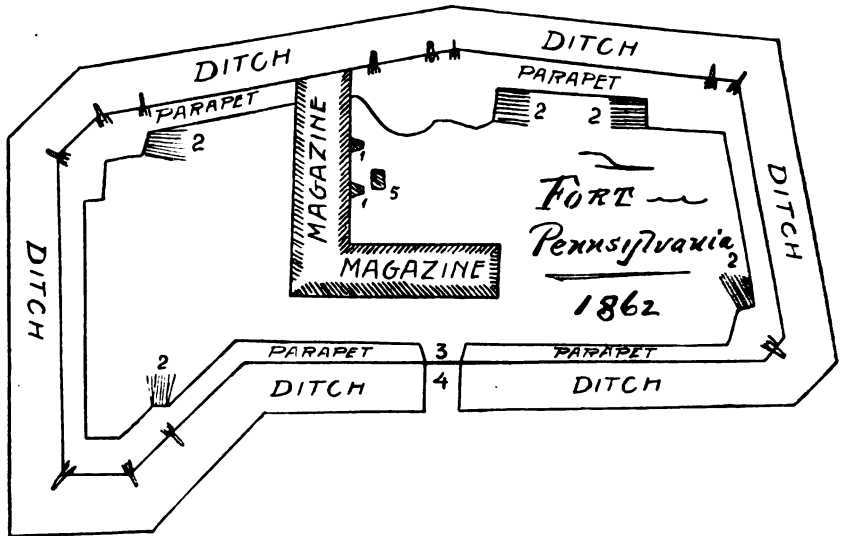 DITCH
DITCH
PARAPET
PARAPET
2
2
2
MAGAZINE
1
1
5
DITCH
FORT
Pennsylvania
1862
2
DITCH
MAGAZINE
2
PARAPET
3
PARAPET
DITCH
4
DITCH